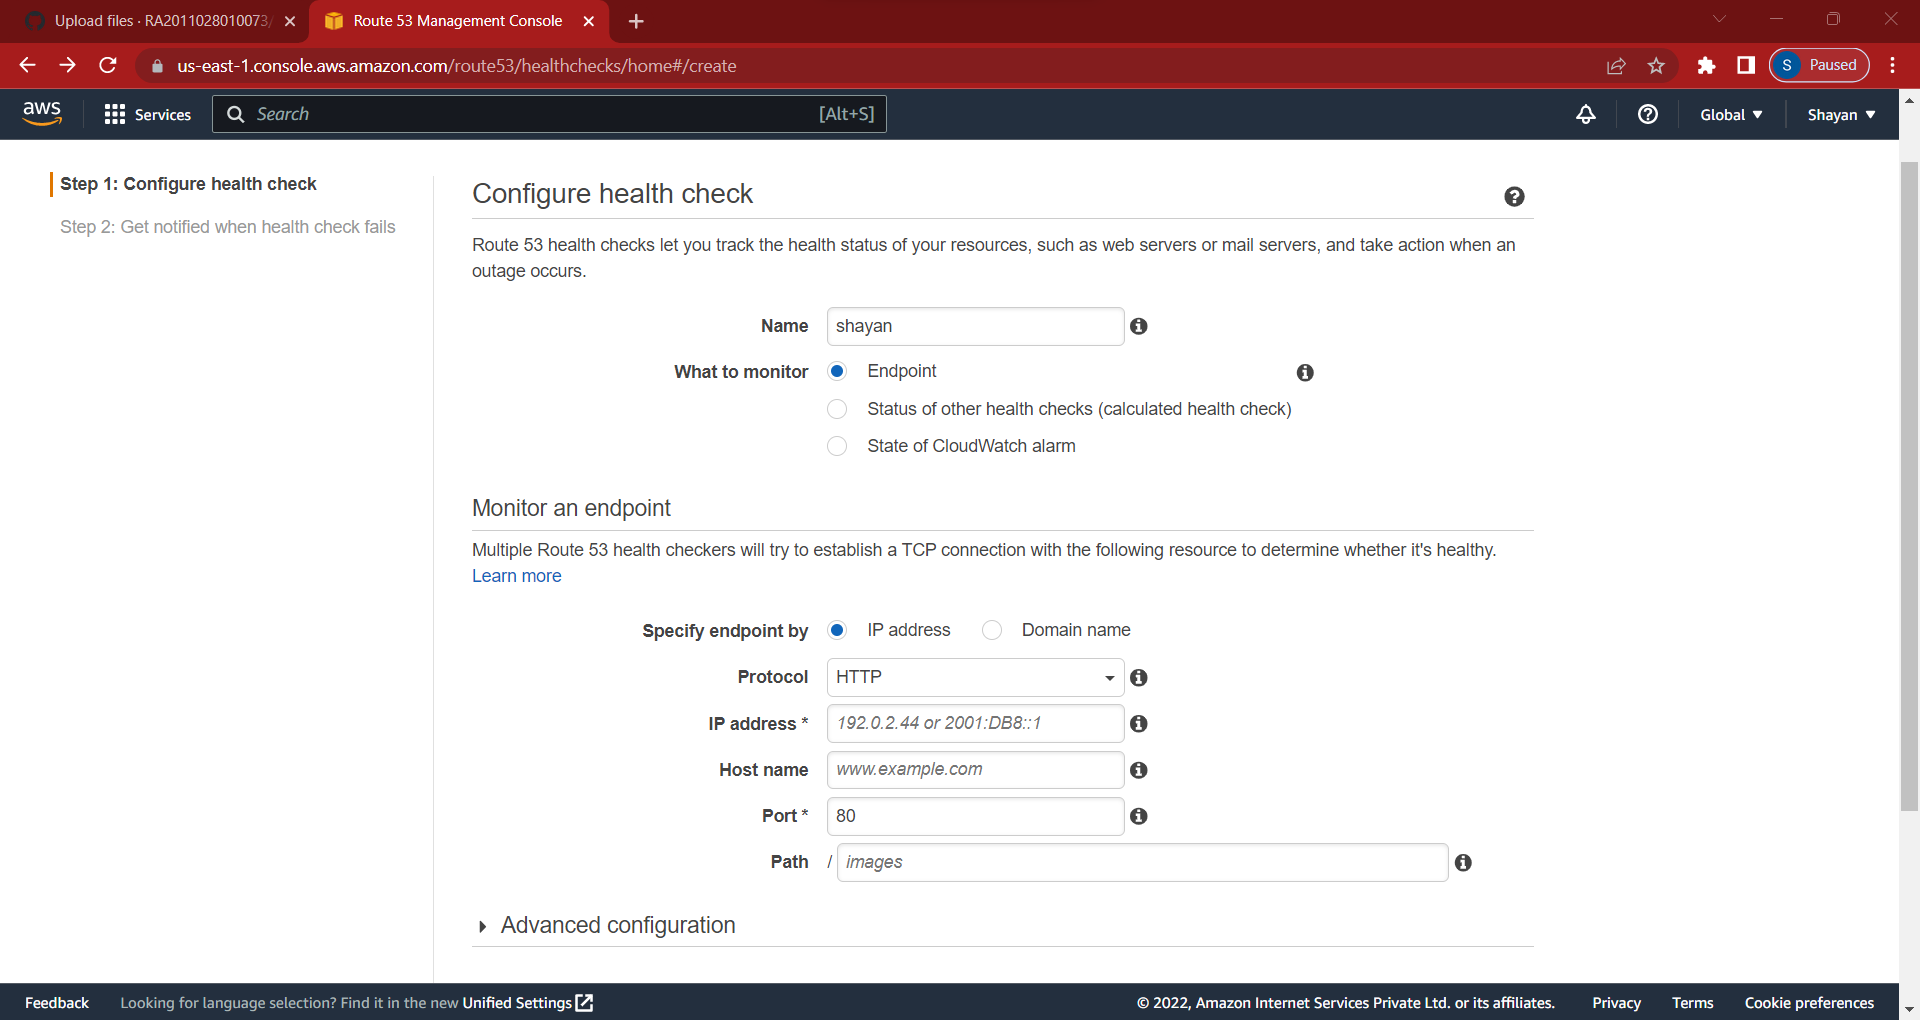 Upload files · RA2011028010073/
Route 53 Management Console
us-east-1.console.aws.amazon.com/route53/healthchecks/home#/create
S Paused
aws
Services
Search
[Alt+S]
Global
Shayan
Step 1: Configure health check
Step 2: Get notified when health check fails
Configure health check
Route 53 health checks let you track the health status of your resources, such as web servers or mail servers, and take action when an
outage occurs.
Name shayan
What to monitor Endpoint
Status of other health checks (calculated health check)
State of CloudWatch alarm
Monitor an endpoint
Multiple Route 53 health checkers will try to establish a TCP connection with the following resource to determine whether it's healthy.
Learn more
Specify endpoint by IP address Domain name
Protocol HTTP
IP address * 192.0.2.44 or 2001:DB8::1
Host name www.example.com
Port * 80
Path / images
Advanced configuration
Feedback Looking for language selection? Find it in the new Unified Settings © 2022, Amazon Internet Services Private Ltd. or its affiliates. Privacy Terms Cookie preferences